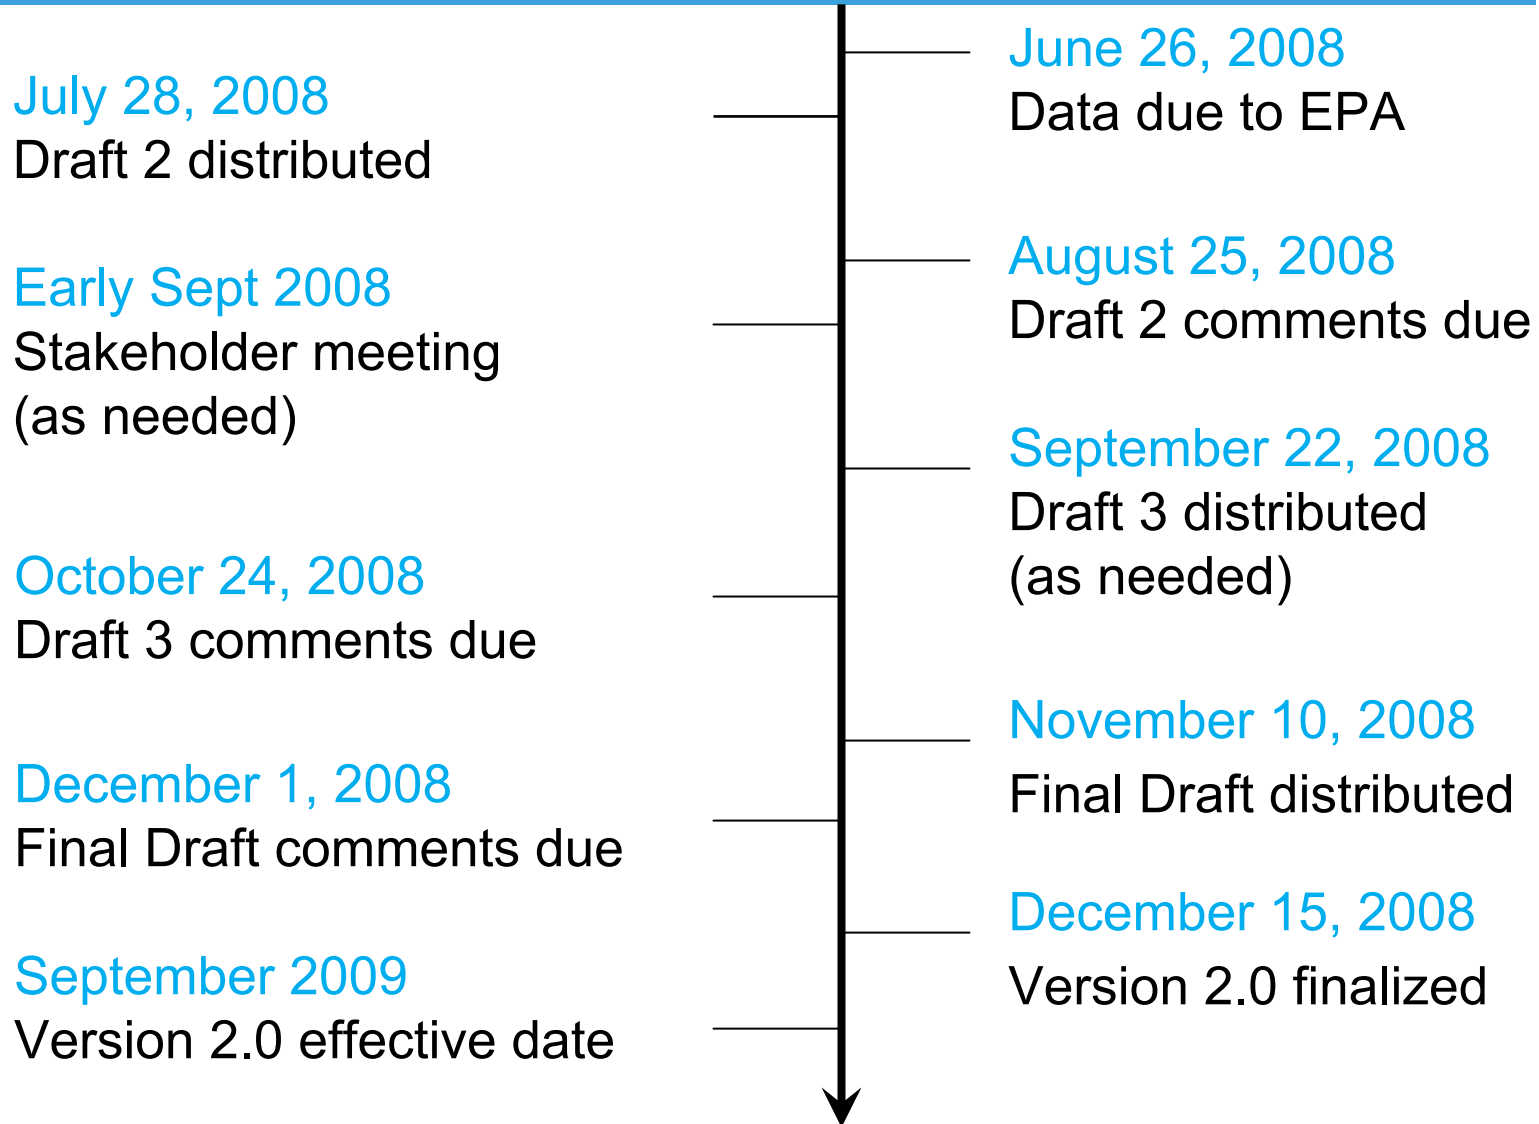 June 26, 2008
Data due to EPA
July 28, 2008
Draft 2 distributed
August 25, 2008
Draft 2 comments due
Early Sept 2008
Stakeholder meeting
(as needed)
September 22, 2008
Draft 3 distributed
(as needed)
October 24, 2008
Draft 3 comments due
November 10, 2008
Final Draft distributed
December 1, 2008
Final Draft comments due
December 15, 2008
Version 2.0 finalized
September 2009
Version 2.0 effective date